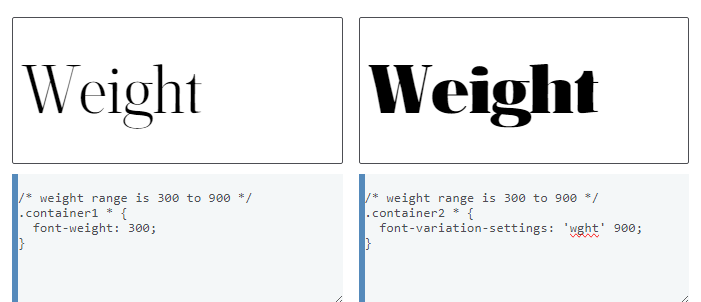 Weight
/* weight range is 300 to 900 */
.container1 * {
  font-weight: 300;
}
Weight
/* weight range is 300 to 900 */
.container2 * {
  font-variation-settings: 'wght' 900;
}